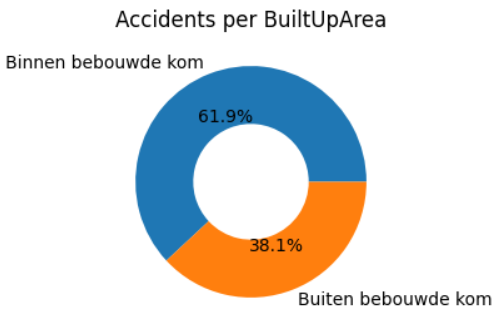 Accidents per BuiltUpArea
Binnen bebouwde kom
61.9%
38.1%
Buiten bebouwde kom